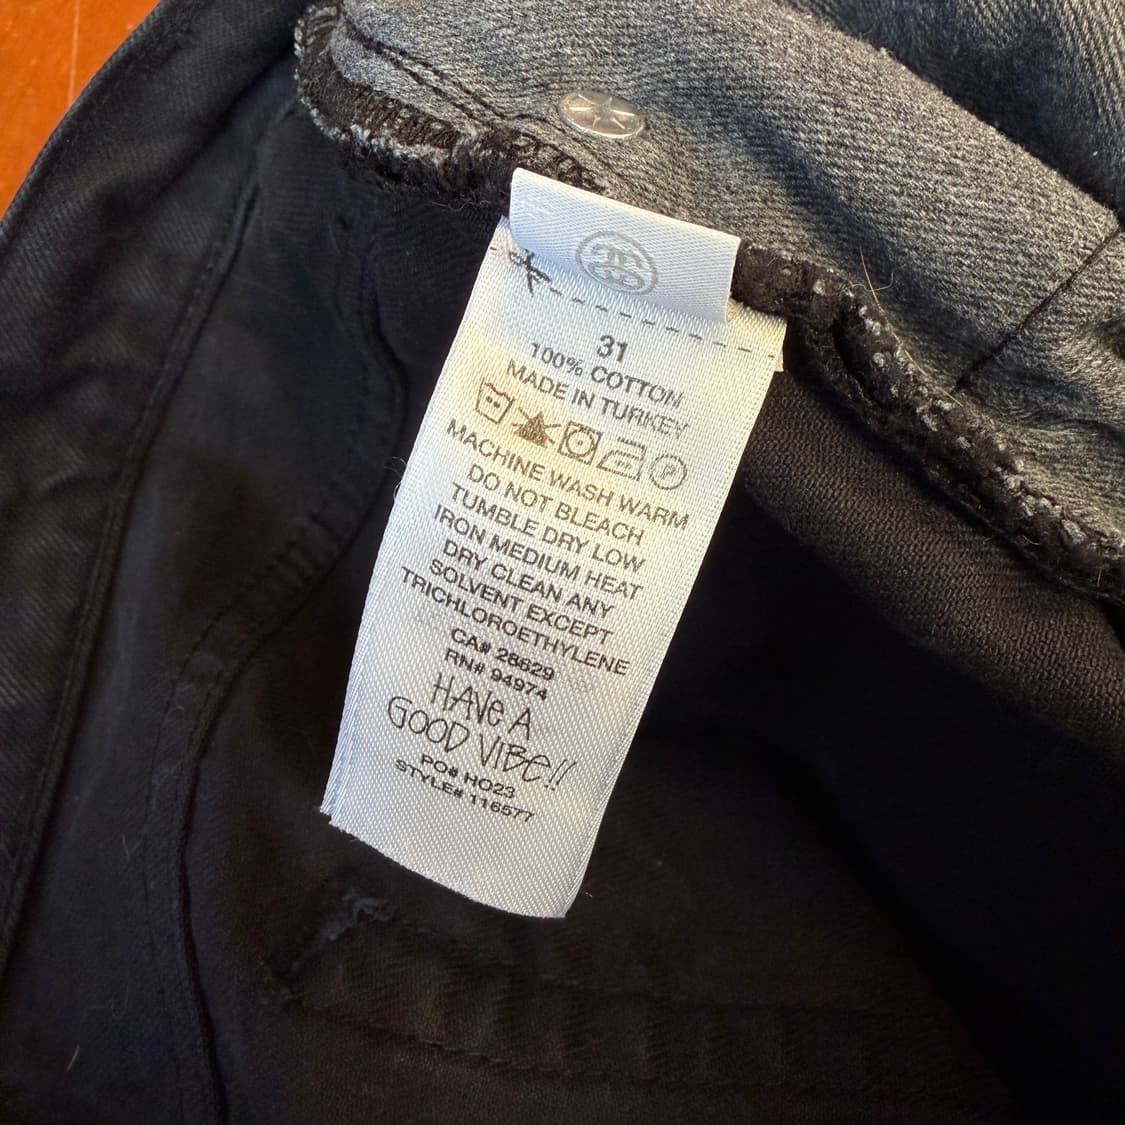 31
100% COTTON
MADE IN TURKEY
P
MACHINE WASH WARM
DO NOT BLEACH
TUMBLE DRY LOW
IRON MEDIUM HEAT
DRY CLEAN ANY
SOLVENT EXCEPT
TRICHLOROETHYLENE
CA# 28629
RN# 94974
HAVE A
GOOD VIBE!!
PO# HO23
STYLE# 116577